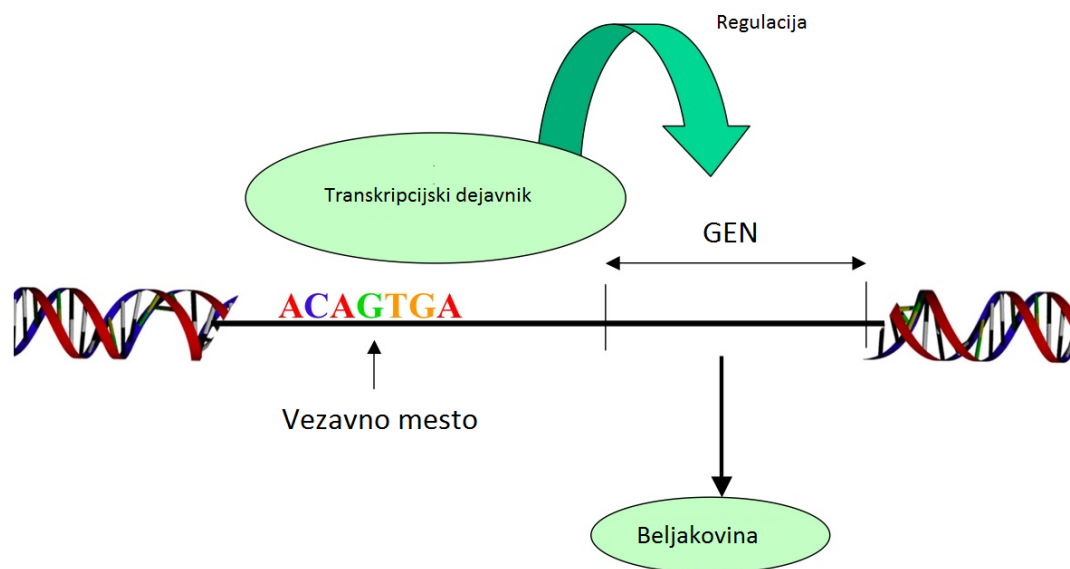 Regulacija
Transkripcijski dejavnik
GEN
ACAGTGA
Vezavno mesto
Beljakovina